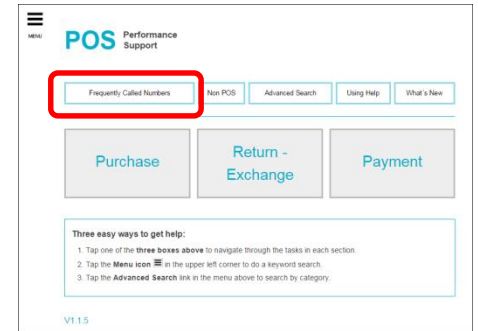 MENU
POS Performance Support
Frequently Called Numbers
Non POS
Advanced Search
Using Help
What's New
Purchase
Return - Exchange
Payment
Three easy ways to get help:
1. Tap one of the three boxes above to navigate through the tasks in each section.
2. Tap the Menu icon in the upper left corner to do a keyword search.
3. Tap the Advanced Search link in the menu above to search by category.
V1.1.5